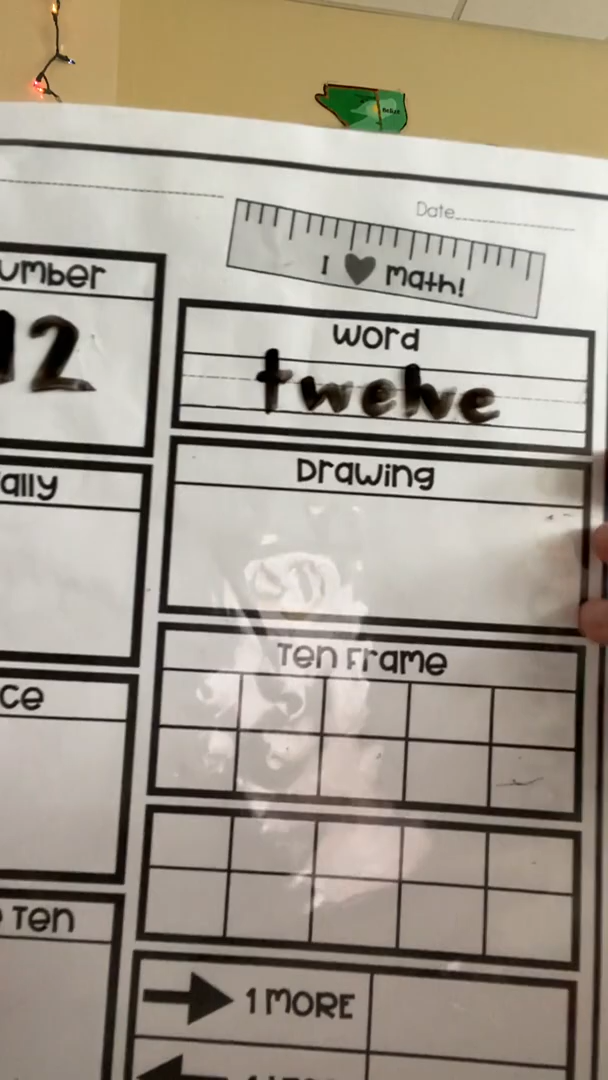 Date
I ♥ math!
umber
12
word
twelve
ally
Drawing
Ten Frame
ce
Ten
1 MORE